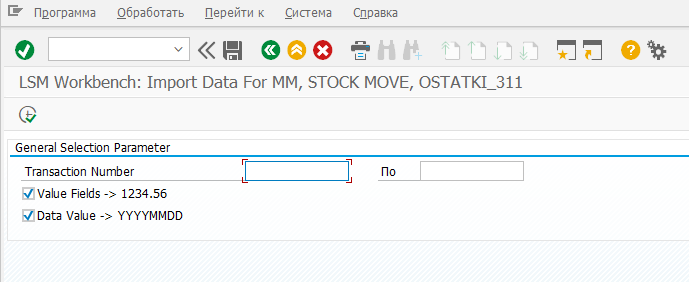 Программа Обработать Перейти к Система Справка
LSM Workbench: Import Data For MM, STOCK MOVE, OSTATKI_311
General Selection Parameter
Transaction Number По
Value Fields -> 1234.56
Data Value -> YYYYMMDD